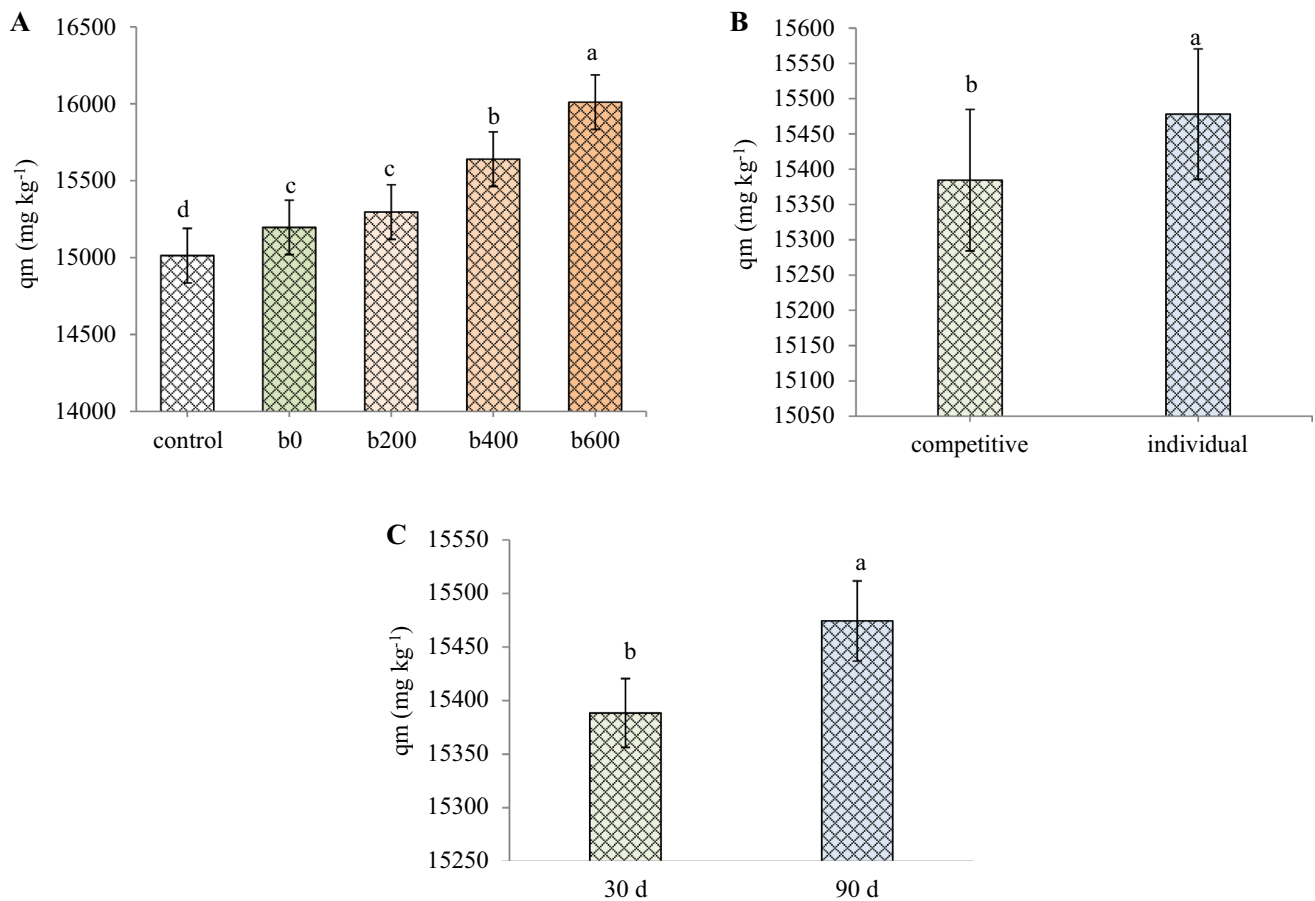 A
qm (mg kg-1)
16500
16000
15500
15000
14500
14000
d
c
c
b
a
control b0 b200 b400 b600
B
qm (mg kg-1)
15600
15550
15500
15450
15400
15350
15300
15250
15200
15150
15100
15050
b
a
competitive individual
C
qm (mg kg-1)
15550
15500
15450
15400
15350
15300
15250
b
a
30 d 90 d